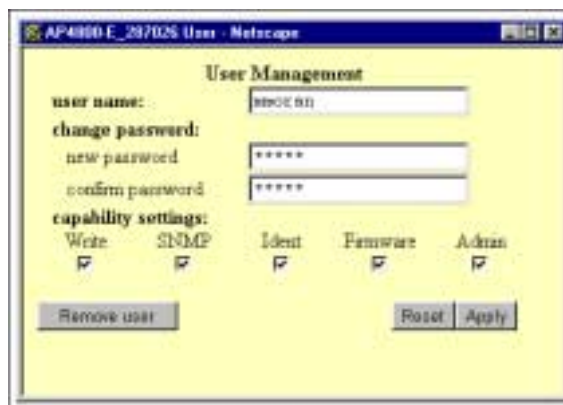 AP4800-E_287026 User - Netscape
User Management
user name:
change password:
new password *****
confirm password *****
capability settings:
Write SNMP Ident Firmware Admin
Remove user Reset Apply